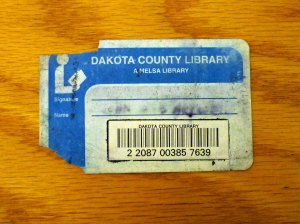 DAKOTA COUNTY LIBRARY
A MELSA LIBRARY
Signature
Name
DAKOTA COUNTY LIBRARY
2 2087 00385 7639